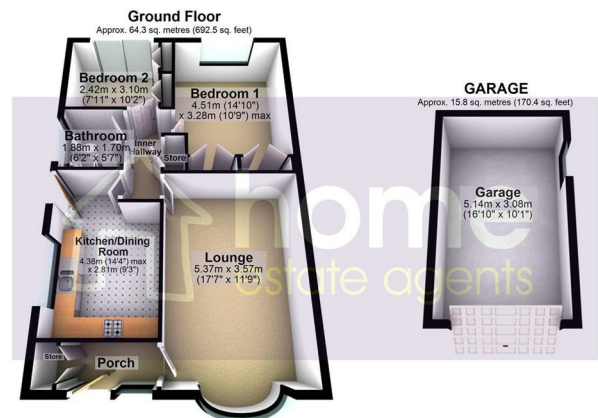 Ground Floor
Approx. 64.3 sq. metres (692.5 sq. feet)
Bedroom 2
2.42m x 3.10m
(7'11" x 10'2")
Bedroom 1
4.51m (14'10")
x 3.28m (10'9") max
Bathroom
1.88m x 1.70m
(6'2" x 5'7")
Inner
Hallway
Store
Kitchen/Dining
Room
4.38m (14'4") max
x 2.81m (9'3")
Lounge
5.37m x 3.57m
(17'7" x 11'9")
Store
Porch
GARAGE
Approx. 15.8 sq. metres (170.4 sq. feet)
Garage
5.14m x 3.08m
(16'10" x 10'1")
home
estate agents